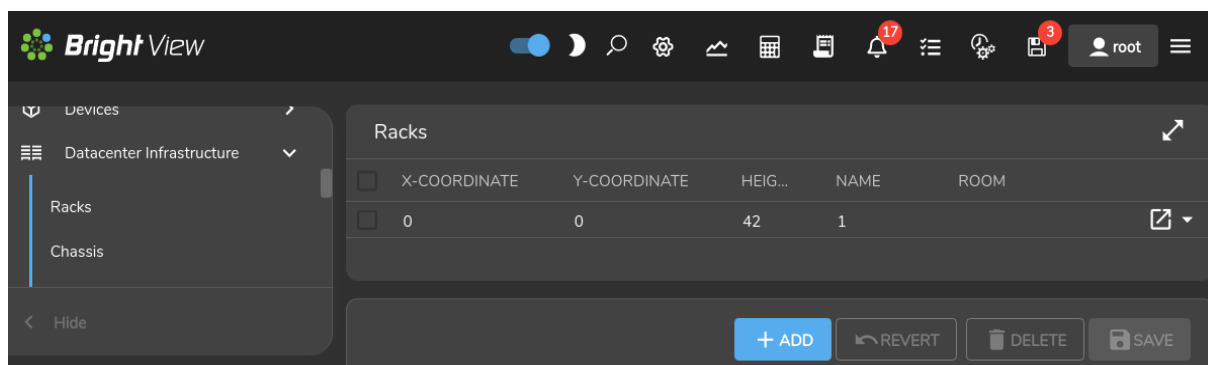 Bright View
17
3
root
Devices
Datacenter Infrastructure
Racks
Chassis
Hide
Racks
X-COORDINATE Y-COORDINATE HEIG... NAME ROOM
0 0 42 1
+ ADD REVERT DELETE SAVE